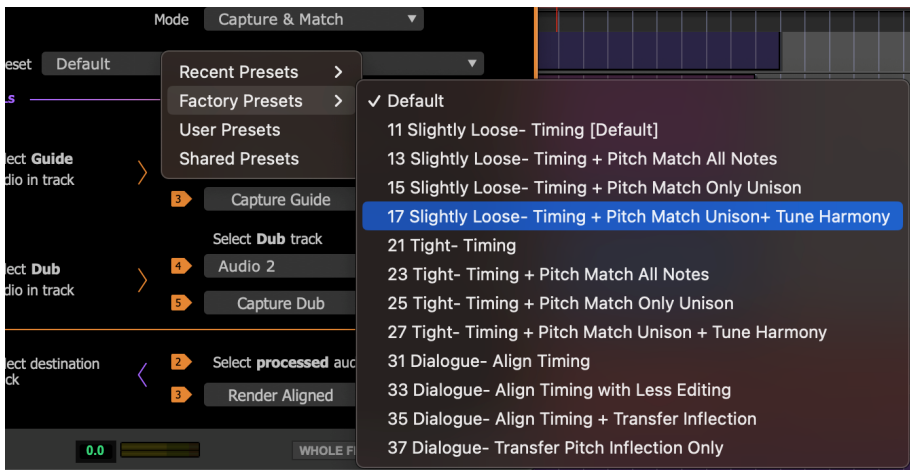 Mode Capture & Match
eset Default
Recent Presets
Factory Presets
User Presets
Shared Presets
Default
11 Slightly Loose- Timing [Default]
13 Slightly Loose- Timing + Pitch Match All Notes
15 Slightly Loose- Timing + Pitch Match Only Unison
17 Slightly Loose- Timing + Pitch Match Unison+ Tune Harmony
21 Tight- Timing
23 Tight- Timing + Pitch Match All Notes
25 Tight- Timing + Pitch Match Only Unison
27 Tight- Timing + Pitch Match Unison + Tune Harmony
31 Dialogue- Align Timing
33 Dialogue- Align Timing with Less Editing
35 Dialogue- Align Timing + Transfer Inflection
37 Dialogue- Transfer Pitch Inflection Only
LS
lect Guide
dio in track
3 Capture Guide
Select Dub track
lect Dub
dio in track
4 Audio 2
5 Capture Dub
lect destination
ck
2 Select processed aud
3 Render Aligned
0.0
WHOLE FI